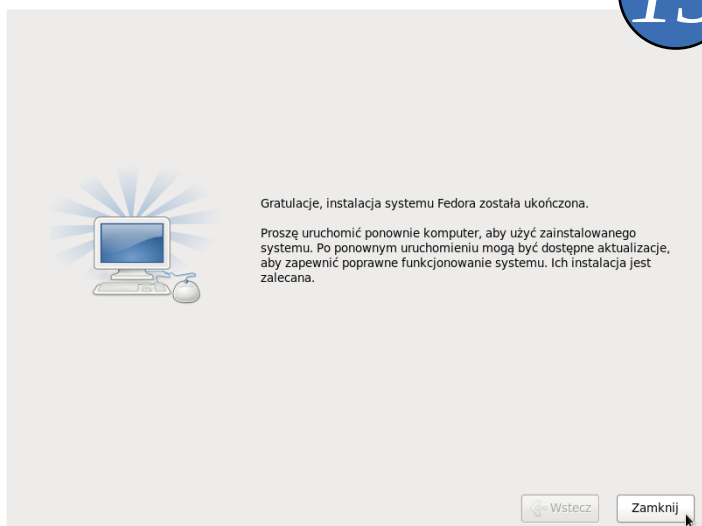 Gratulacje, instalacja systemu Fedora została ukończona.
Proszę uruchomić ponownie komputer, aby użyć zainstalowanego
systemu. Po ponownym uruchomieniu mogą być dostępne aktualizacje,
aby zapewnić poprawne funkcjonowanie systemu. Ich instalacja jest
zalecana.
Wstecz
Zamknij